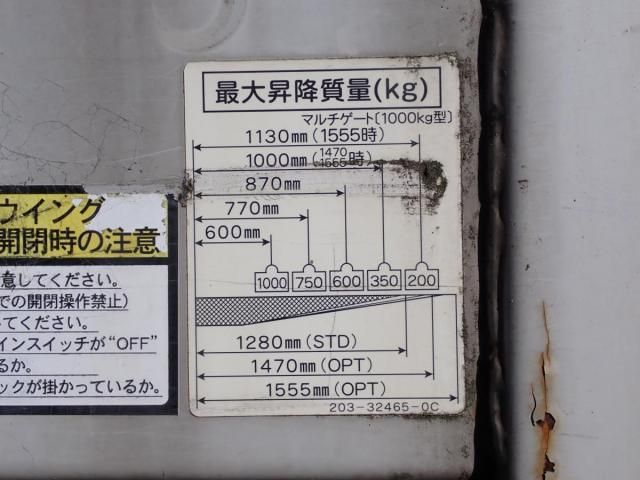 最大昇降質量(kg)
マルチゲート〔1000kg型〕
1130mm(1555時)
1000mm(1470 1555時)
870mm
770mm
600mm
1000 750 600 350 200
1280mm(STD)
1470mm(OPT)
1555mm(OPT)
203-32465-0C
ウイング
開閉時の注意
意してください。
での開閉操作禁止)
てください。
インスイッチが“OFF”
るか。
ックが掛かっているか。